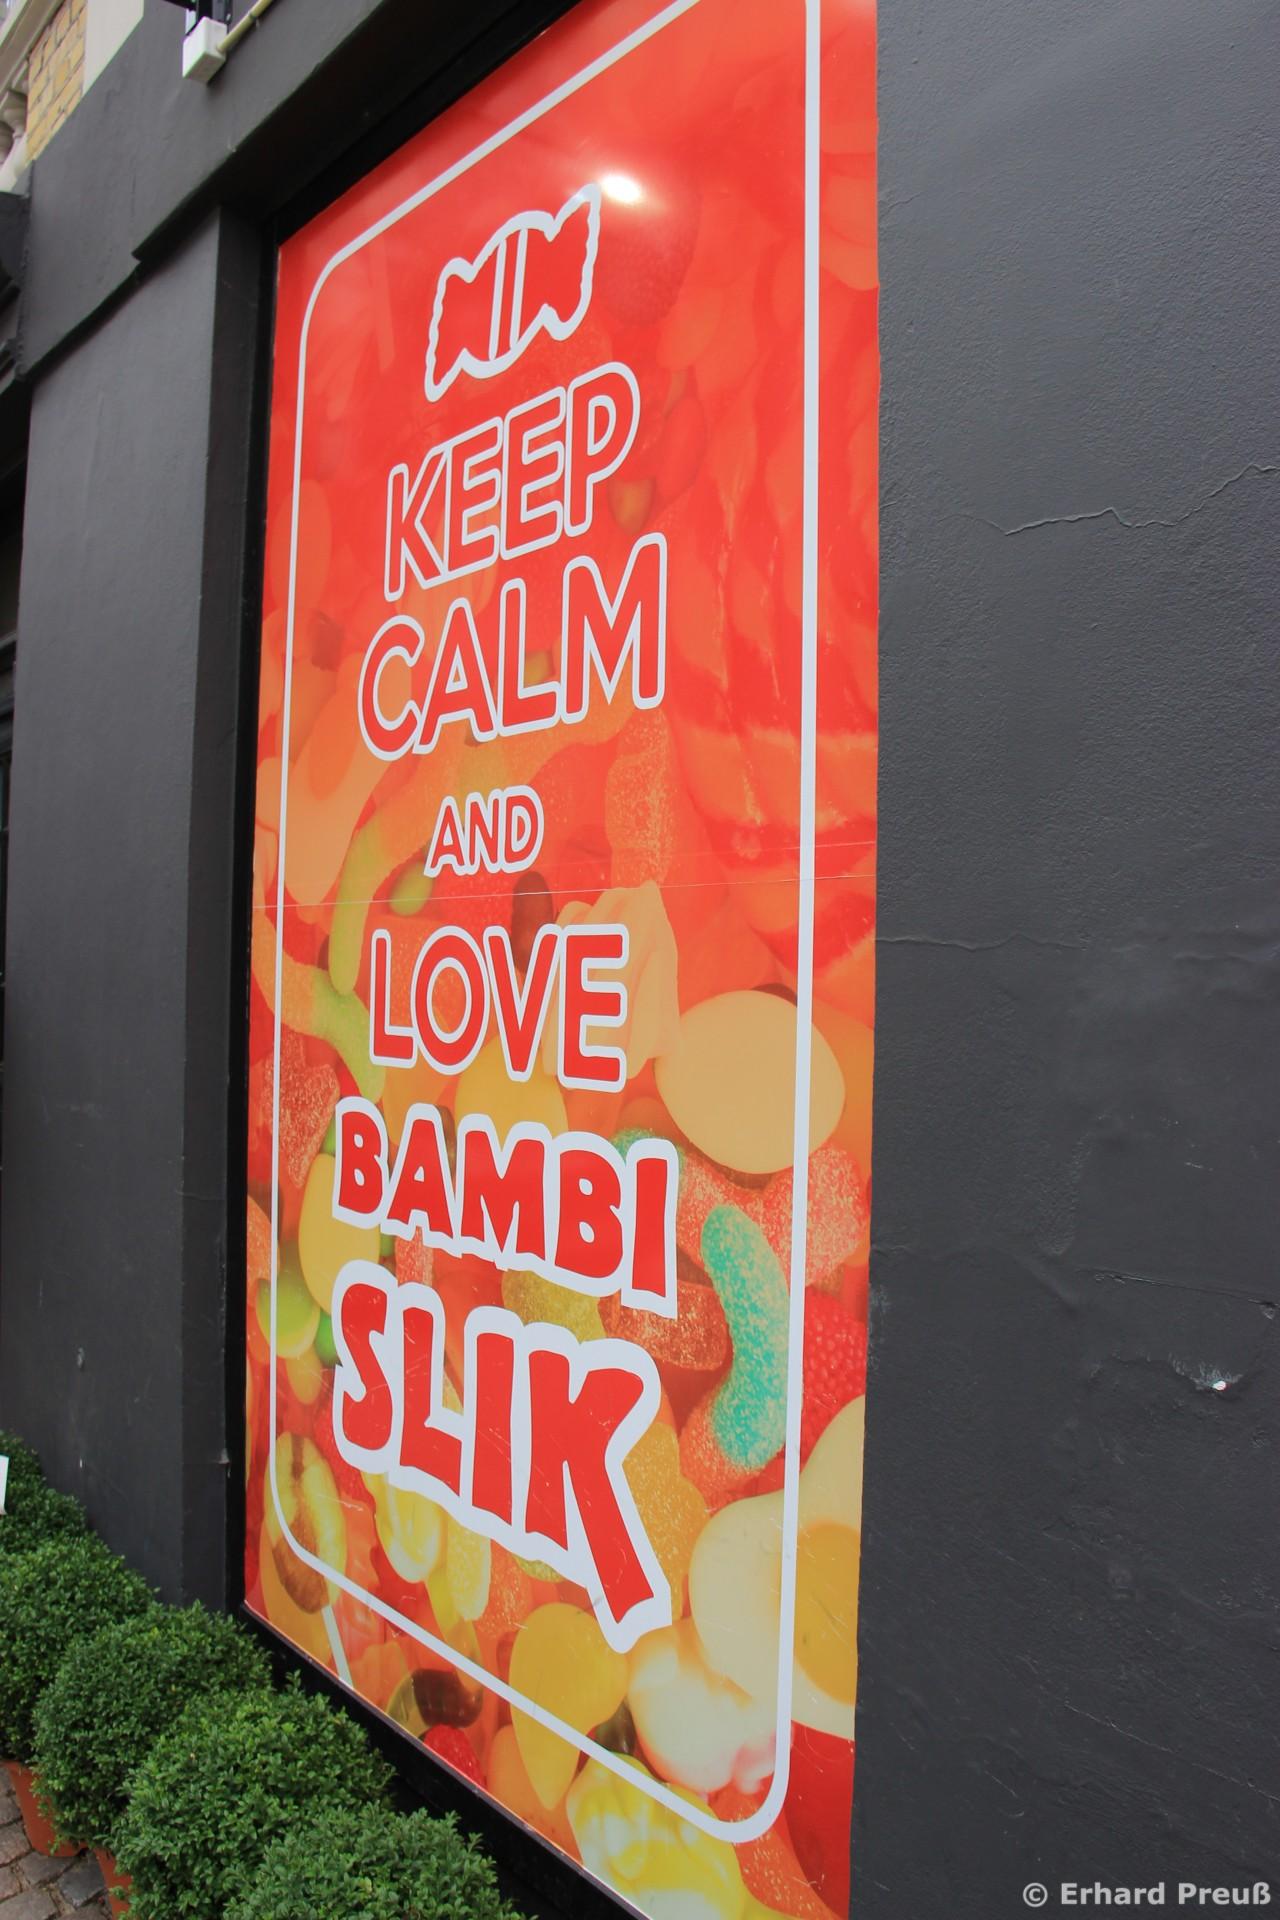 KEEP
CALM
AND
LOVE
BAMBI
SLIK
© Erhard Preuß